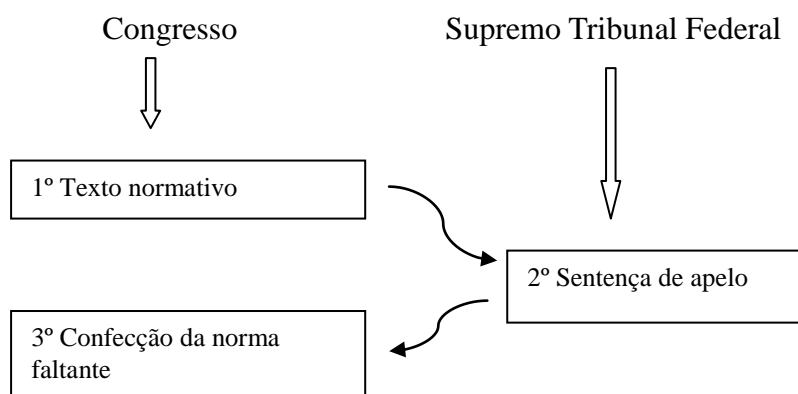 Congresso
Supremo Tribunal Federal
1º Texto normativo
2º Sentença de apelo
3º Confecção da norma
faltante